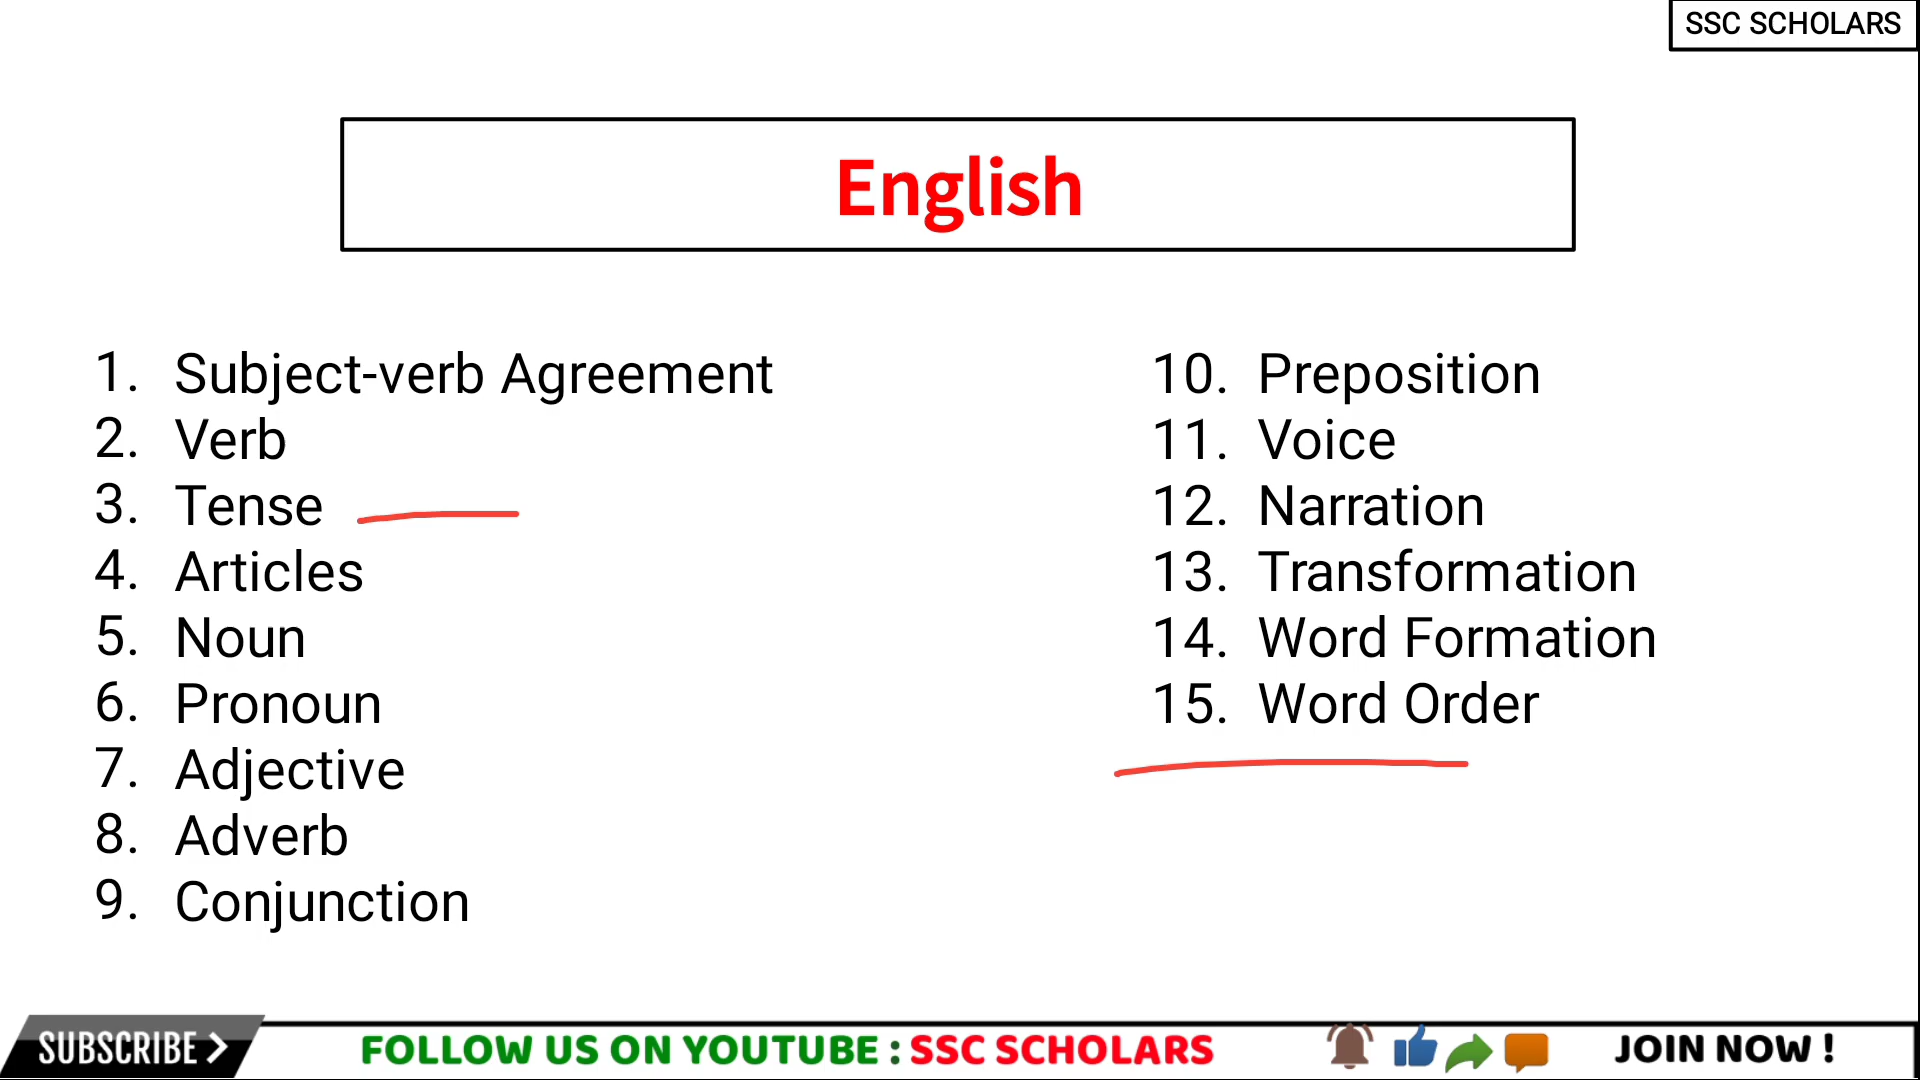 SSC SCHOLARS
English
1. Subject-verb Agreement
2. Verb
3. Tense
4. Articles
5. Noun
6. Pronoun
7. Adjective
8. Adverb
9. Conjunction
10. Preposition
11. Voice
12. Narration
13. Transformation
14. Word Formation
15. Word Order
SUBSCRIBE
FOLLOW US ON YOUTUBE : SSC SCHOLARS
JOIN NOW !